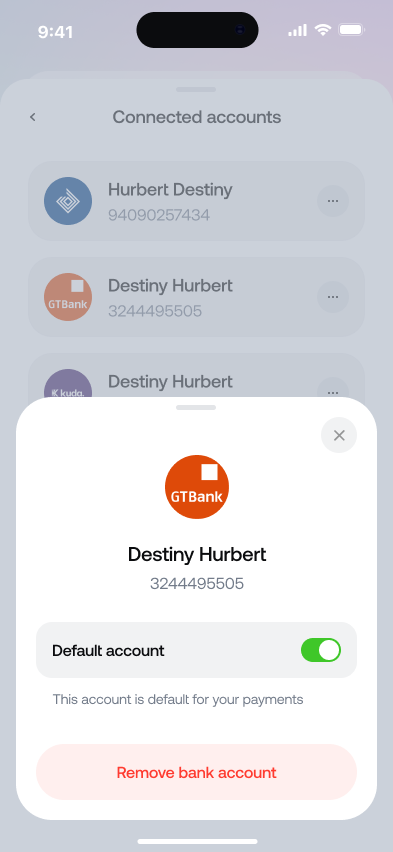 9:41
Connected accounts
Hurbert Destiny
94090257434
...
GTBank
Destiny Hurbert
3244495505
...
kuda.
Destiny Hurbert
...
GTBank
Destiny Hurbert
3244495505
Default account
This account is default for your payments
Remove bank account